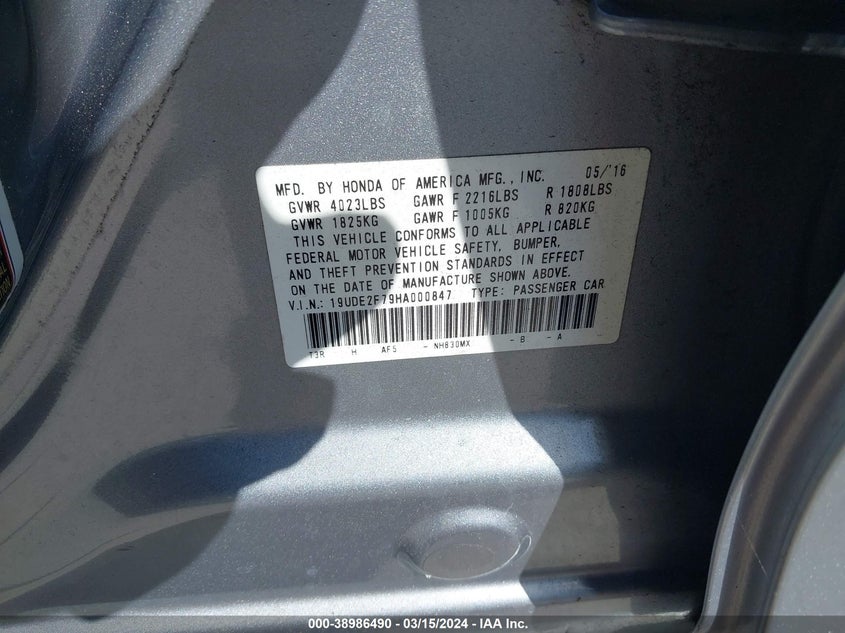 MFD. BY HONDA OF AMERICA MFG., INC. 05/'16
GVWR 4023LBS GAWR F 2216LBS R 1808LBS
GVWR 1825KG GAWR F 1005KG R 820KG
THIS VEHICLE CONFORMS TO ALL APPLICABLE
FEDERAL MOTOR VEHICLE SAFETY, BUMPER,
AND THEFT PREVENTION STANDARDS IN EFFECT
ON THE DATE OF MANUFACTURE SHOWN ABOVE.
V.I.N.: 19UDE2F79HA000847 TYPE: PASSENGER CAR
T3R H AF5 - NH830MX - B - A
000-38986490 - 03/15/2024 - IAA Inc.